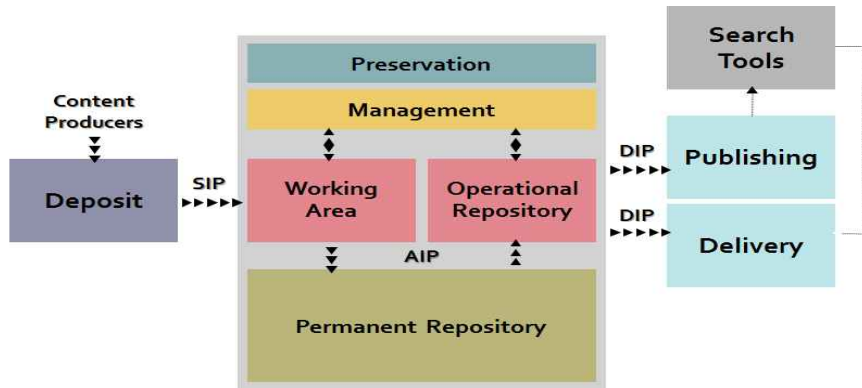 Search
Tools
Preservation
Content
Producers
Management
DIP
Publishing
SIP
Deposit
Working
Area
Operational
Repository
DIP
Delivery
AIP
Permanent Repository